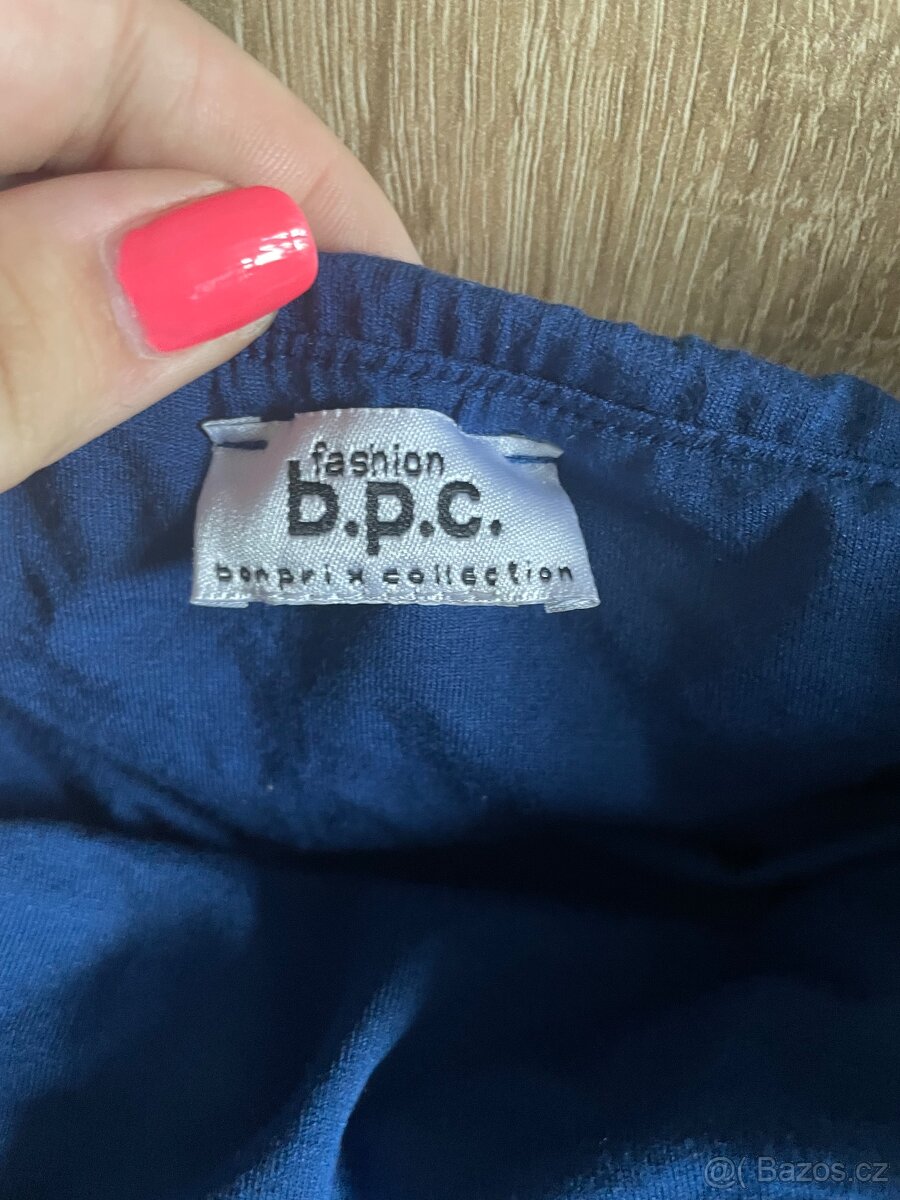 fashion
b.p.c.
bonprix collection
@( Bazos.cz